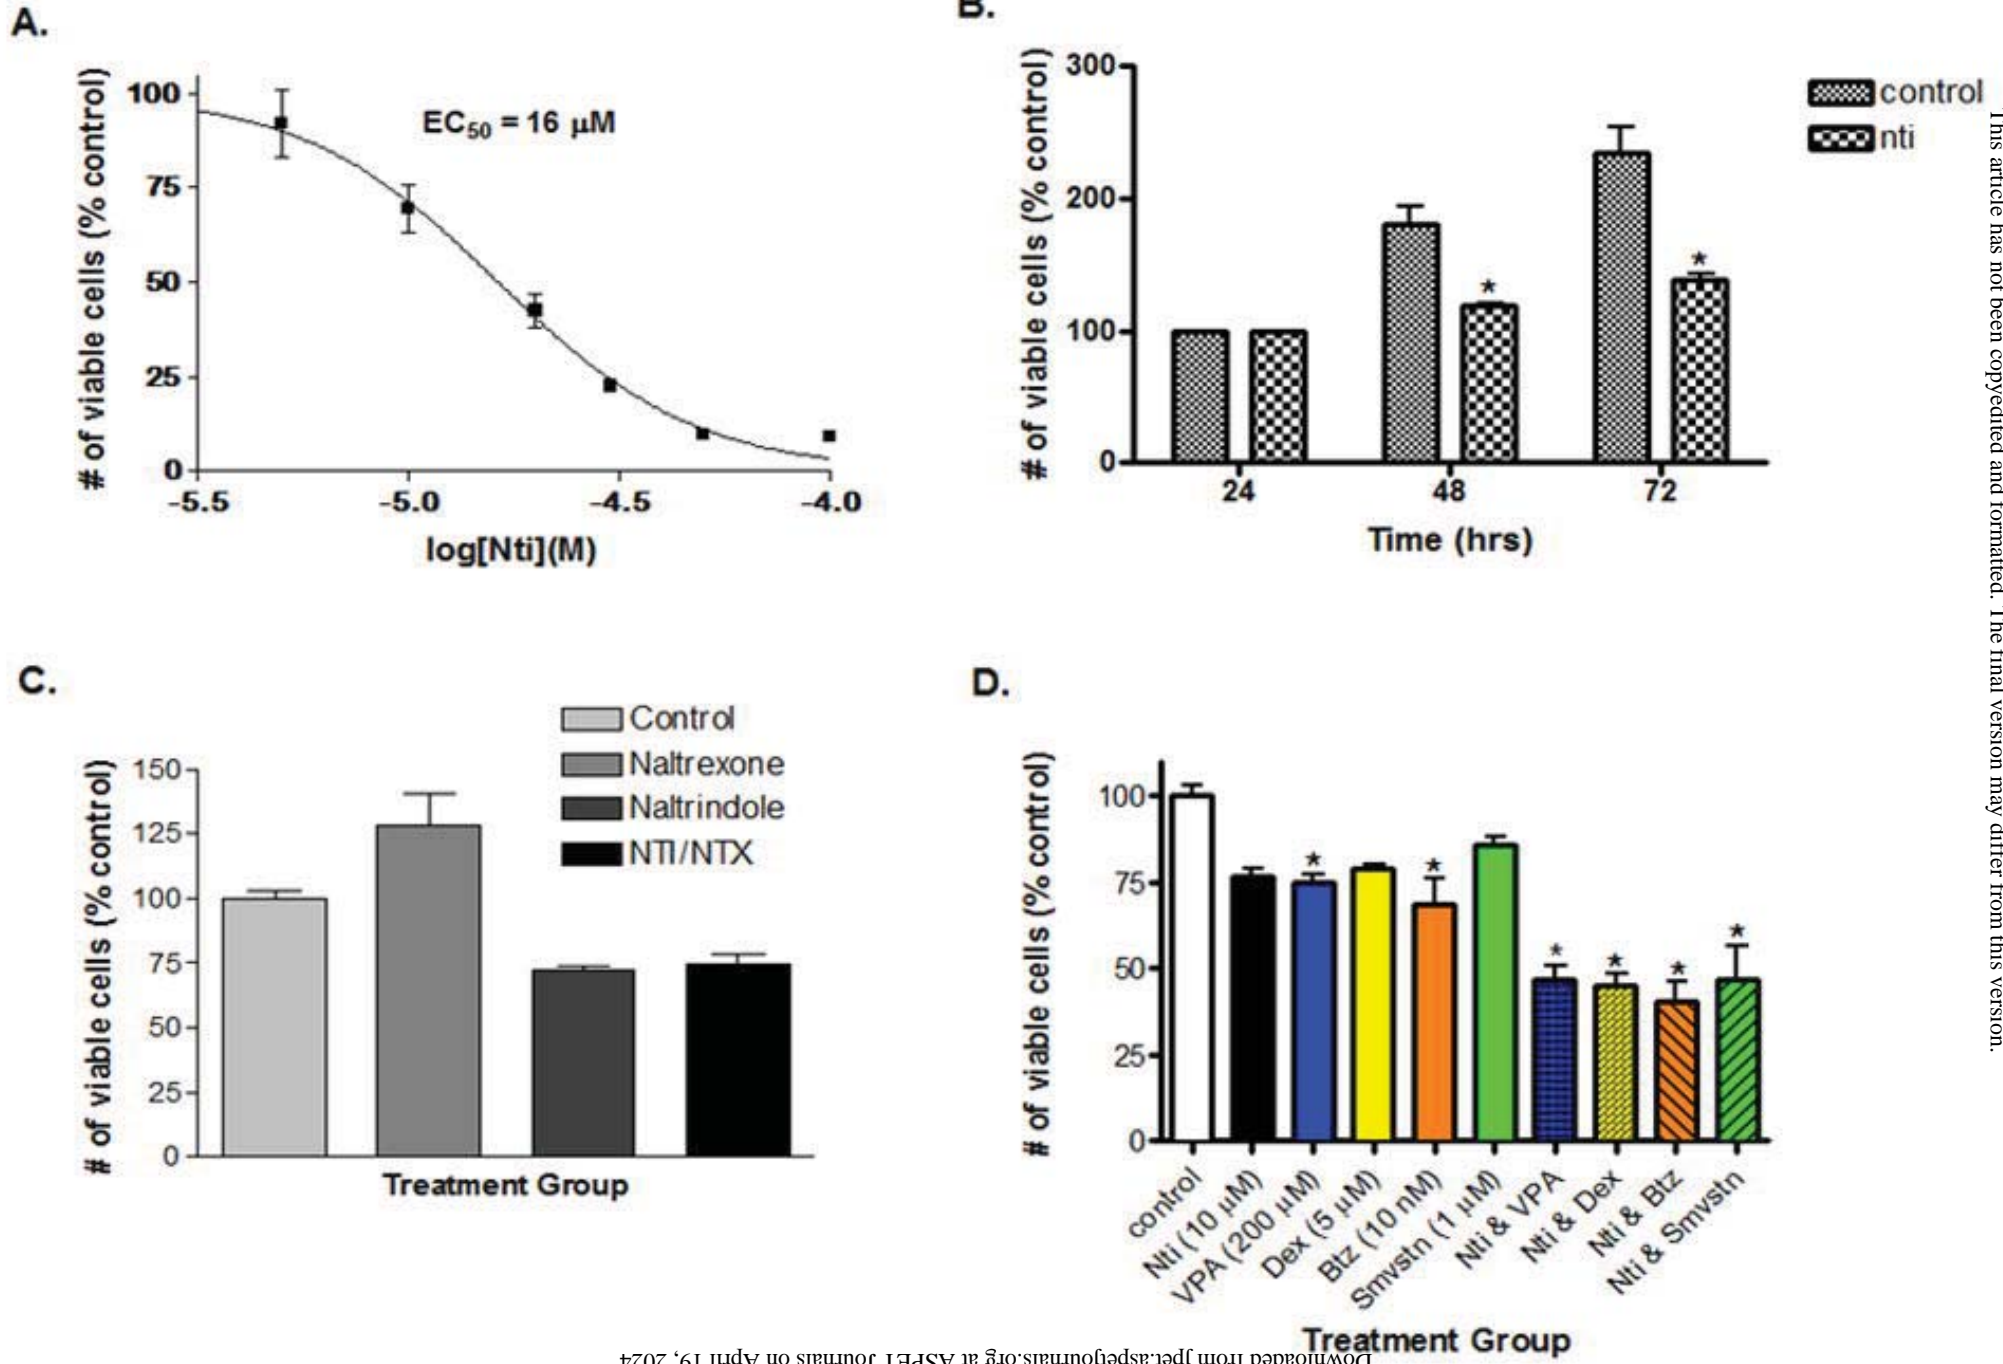 A.
# of viable cells (% control)
100
75
50
25
0
EC50 = 16 µM
-5.5
-5.0
-4.5
-4.0
log[Nti](M)
B.
# of viable cells (% control)
300
200
100
0
*
*
24
48
72
Time (hrs)
control
nti
C.
# of viable cells (% control)
150
125
100
75
50
25
0
Control
Naltrexone
Naltrindole
NTI/NTX
Treatment Group
D.
# of viable cells (% control)
100
75
50
25
0
*
*
*
*
*
*
control
Nti (10 µM)
VPA (200 µM)
Dex (5 µM)
Btz (10 nM)
Smvstn (1 µM)
Nti & VPA
Nti & Dex
Nti & Btz
Nti & Smvstn
Treatment Group
This article has not been copyedited and formatted. The final version may differ from this version.
Downloaded from jpet.aspetjournals.org at ASPET Journals on April 19, 2024